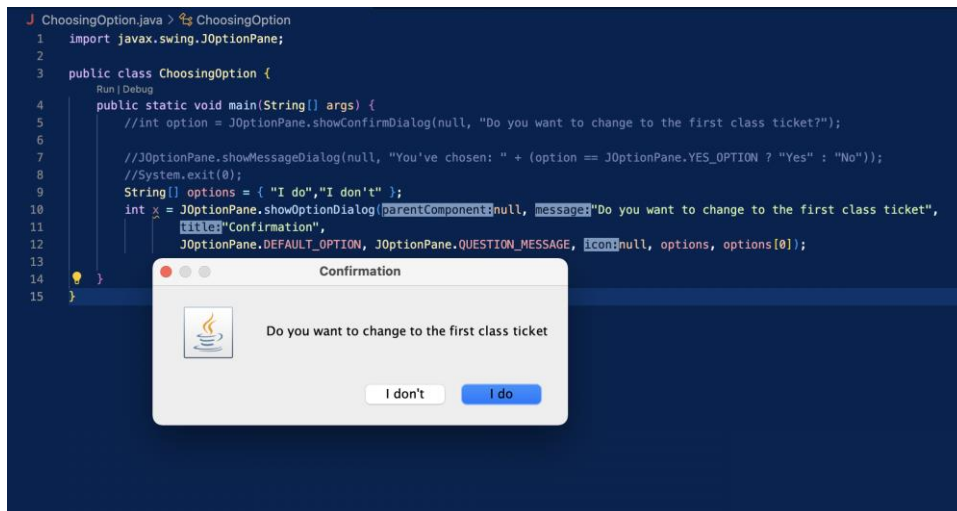 J ChoosingOption.java > ChoosingOption
1 import javax.swing.JOptionPane;
2
3 public class ChoosingOption {
Run | Debug
4 public static void main(String[] args) {
5 //int option = JOptionPane.showConfirmDialog(null, "Do you want to change to the first class ticket?");
6
7 //JOptionPane.showMessageDialog(null, "You've chosen: " + (option == JOptionPane.YES_OPTION ? "Yes" : "No"));
8 //System.exit(0);
9 String[] options = { "I do","I don't" };
10 int x = JOptionPane.showOptionDialog(parentComponent:null, message:"Do you want to change to the first class ticket",
11 title:"Confirmation",
12 JOptionPane.DEFAULT_OPTION, JOptionPane.QUESTION_MESSAGE, icon:null, options, options[0]);
13
14 }
15 }
Confirmation
Do you want to change to the first class ticket
I don't I do